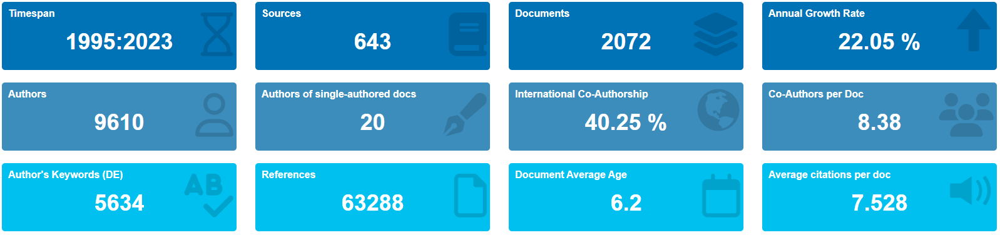 Timespan
1995:2023
Sources
643
Documents
2072
Annual Growth Rate
22.05 %
Authors
9610
Authors of single-authored docs
20
International Co-Authorship
40.25 %
Co-Authors per Doc
8.38
Author's Keywords (DE)
AB
5634
References
63288
Document Average Age
6.2
Average citations per doc
7.528